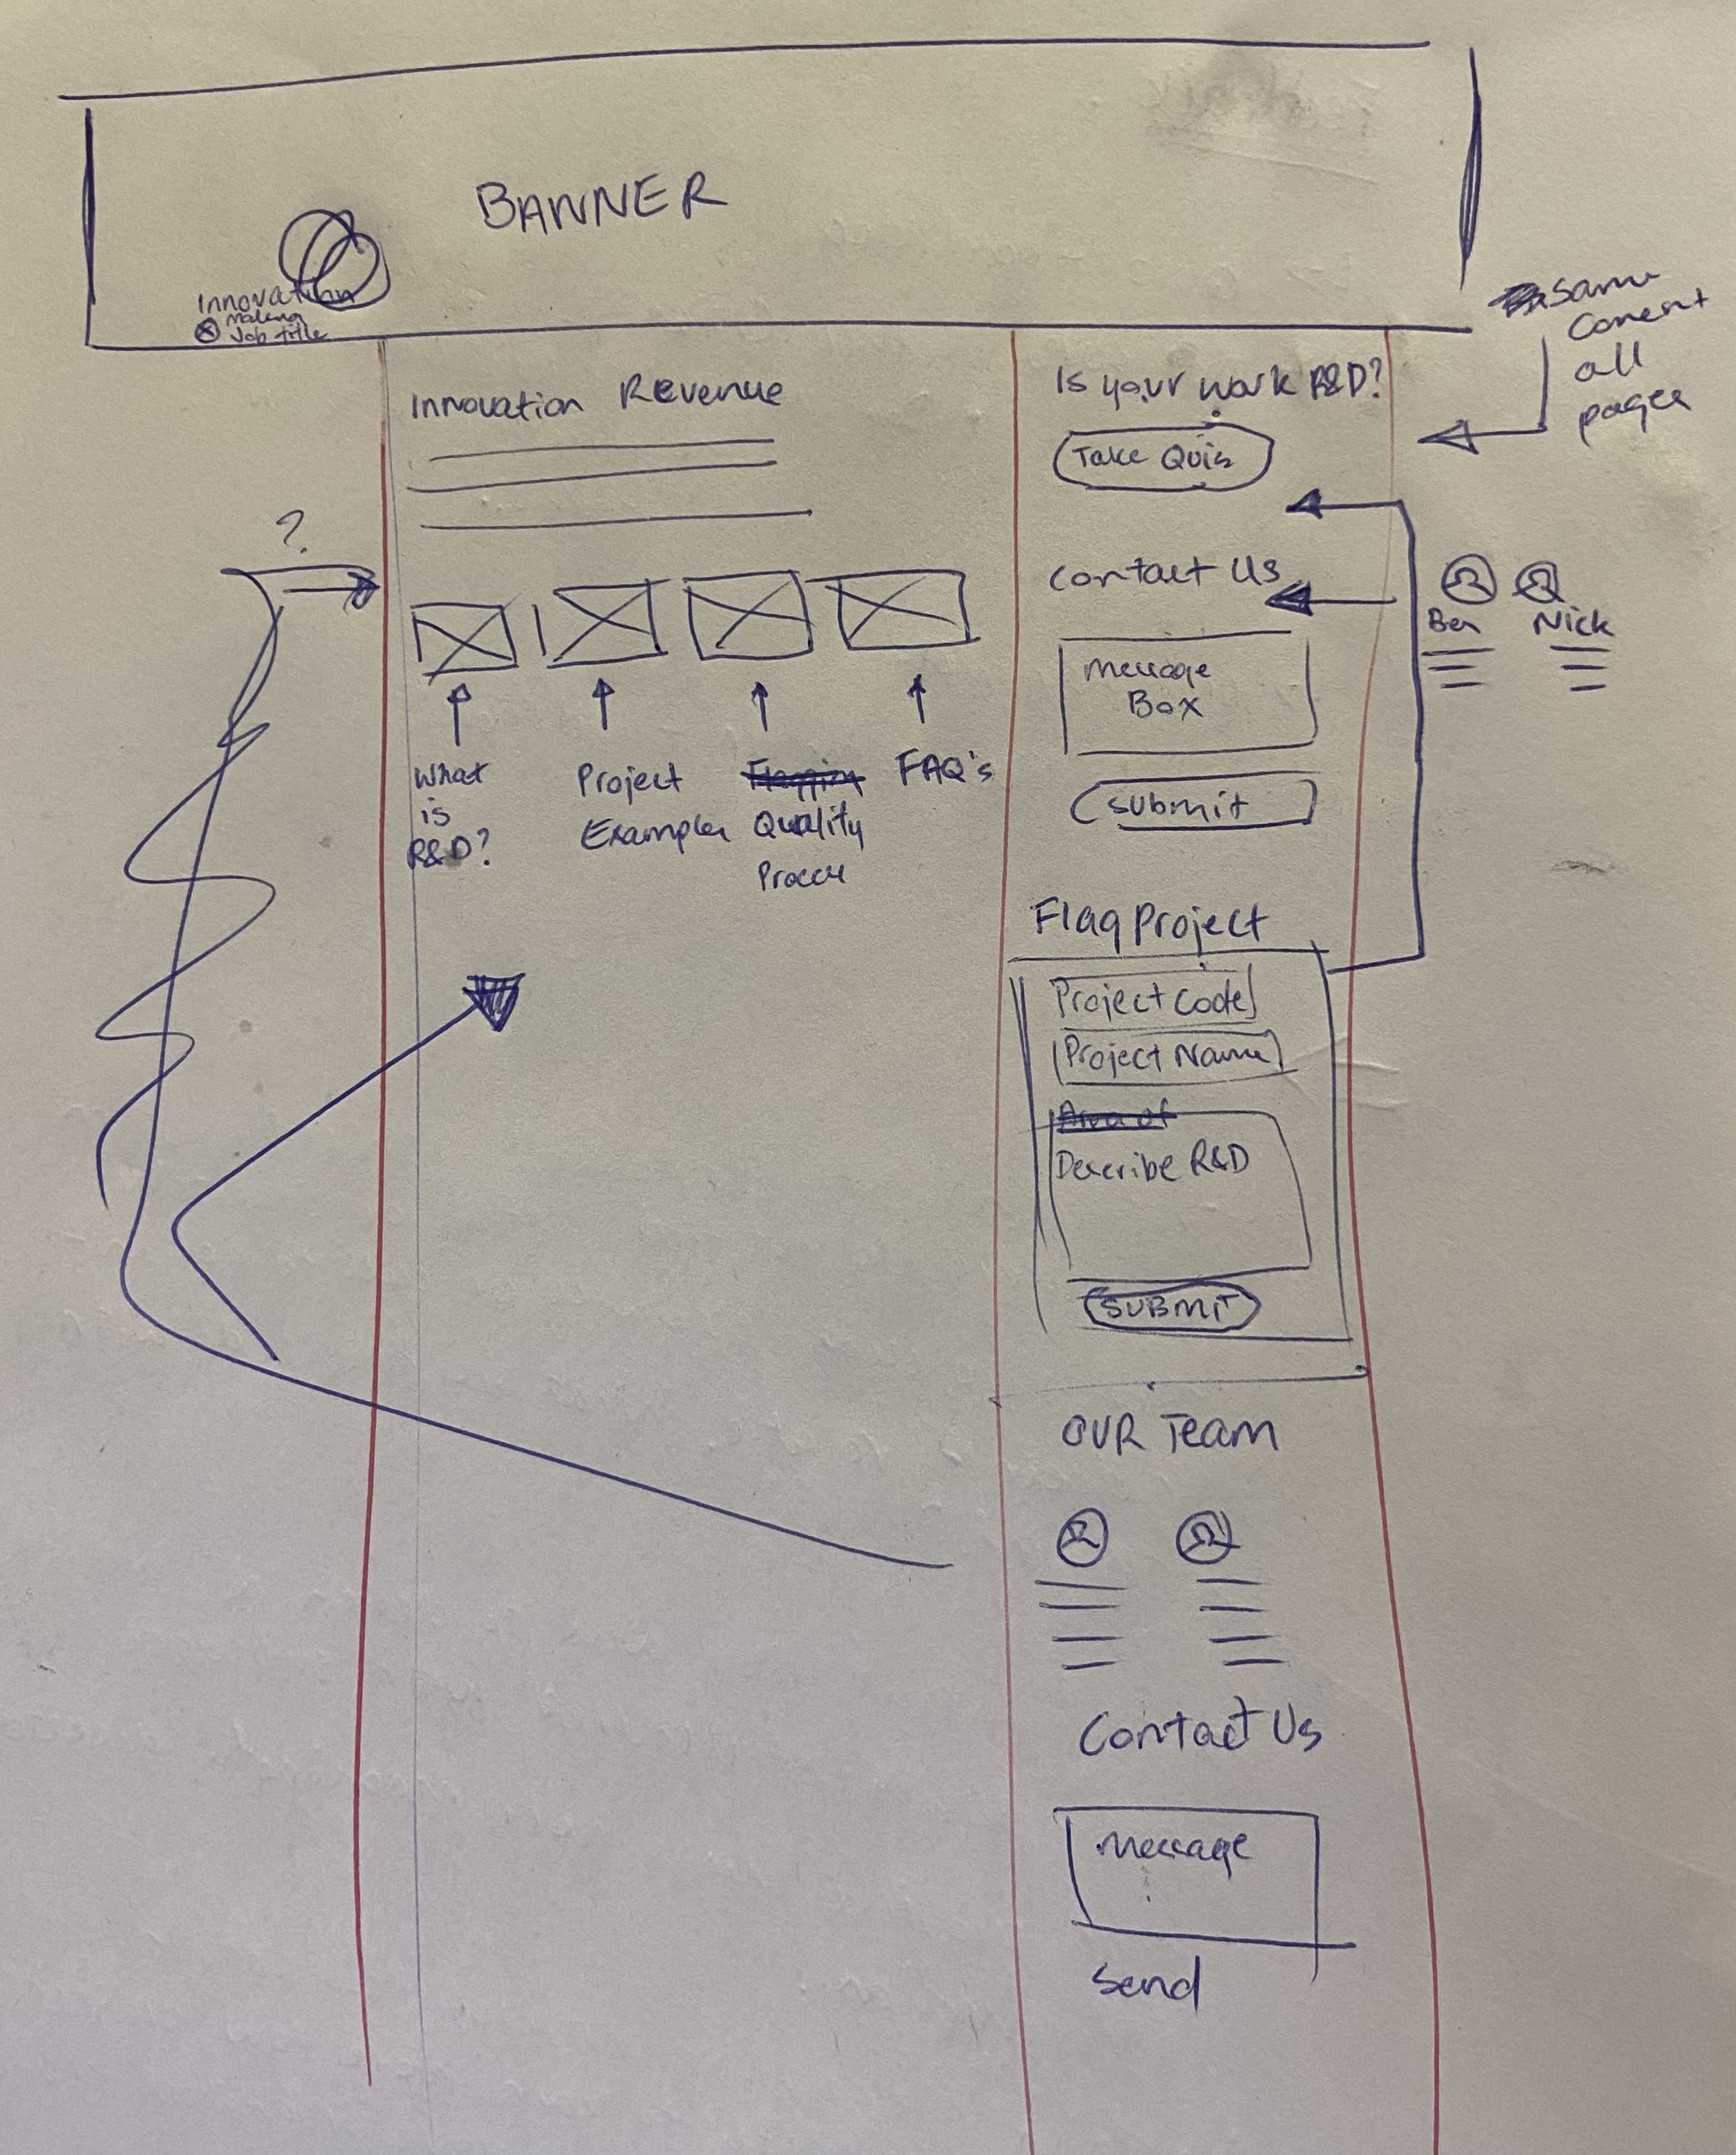 BANNER
Innovation
Job title
Same
Conent
all
pages
Innovation Revenue
?
What
is
R&D?
Project
Examples
Flagging
Quality
Process
FAQ's
Is your work R&D?
Take Quis
Contact Us
Message
Box
Submit
Ben
Nick
Flag Project
Project Code
Project Name
Area of
Describe R&D
SUBMIT
OUR Team
Contact Us
Message
Send